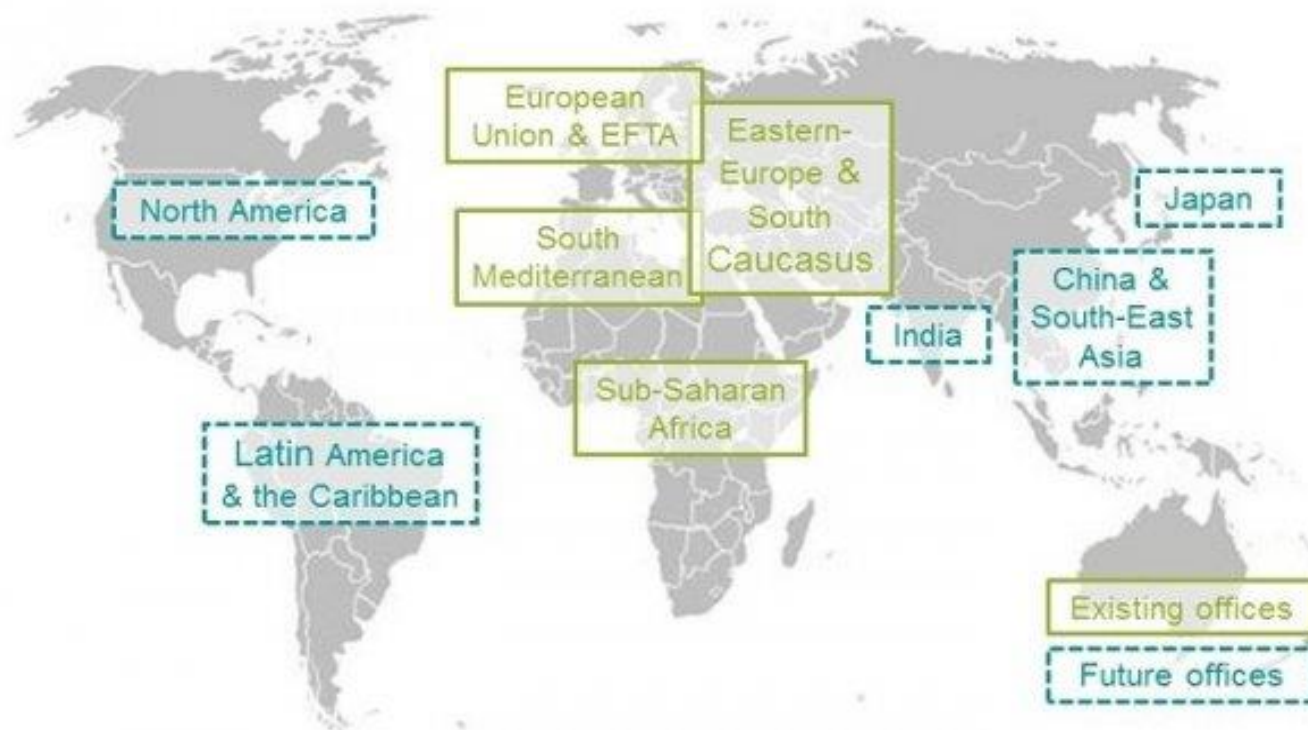 European
Union & EFTA
Eastern-
Europe &
South
Caucasus
North America
Japan
South
Mediterranean
China &
South-East
Asia
India
Sub-Saharan
Africa
Latin America
& the Caribbean
Existing offices
Future offices